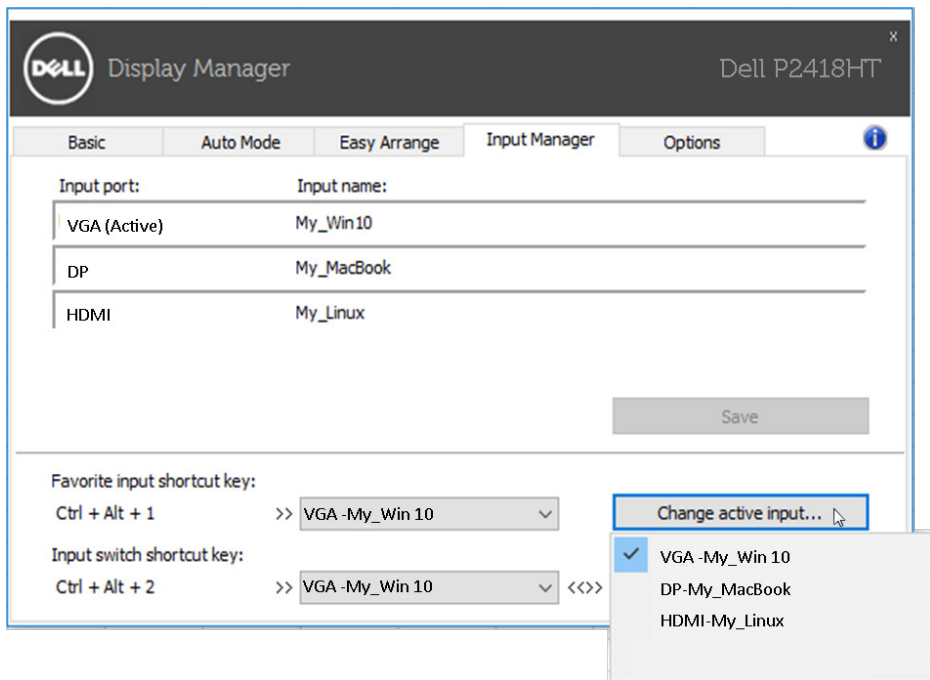 x
DELL Display Manager Dell P2418HT
Basic Auto Mode Easy Arrange Input Manager Options i
Input port: Input name:
VGA (Active) My_Win10
DP My_MacBook
HDMI My_Linux
Save
Favorite input shortcut key:
Ctrl + Alt + 1 >> VGA -My_Win 10 Change active input...
Input switch shortcut key:
Ctrl + Alt + 2 >> VGA -My_Win 10 <<>>
VGA -My_Win 10
DP-My_MacBook
HDMI-My_Linux